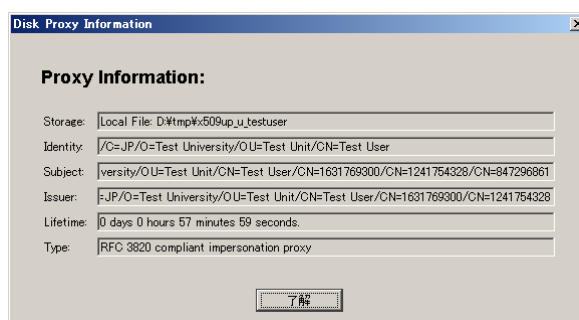 Disk Proxy Information
Proxy Information:
Storage: Local File: D:¥tmp¥x509up_u_testuser
Identity: /C=JP/O=Test University/OU=Test Unit/CN=Test User
Subject: versity/OU=Test Unit/CN=Test User/CN=1631769300/CN=1241754328/CN=847296861
Issuer: =JP/O=Test University/OU=Test Unit/CN=Test User/CN=1631769300/CN=1241754328
Lifetime: 0 days 0 hours 57 minutes 59 seconds.
Type: RFC 3820 compliant impersonation proxy
了解